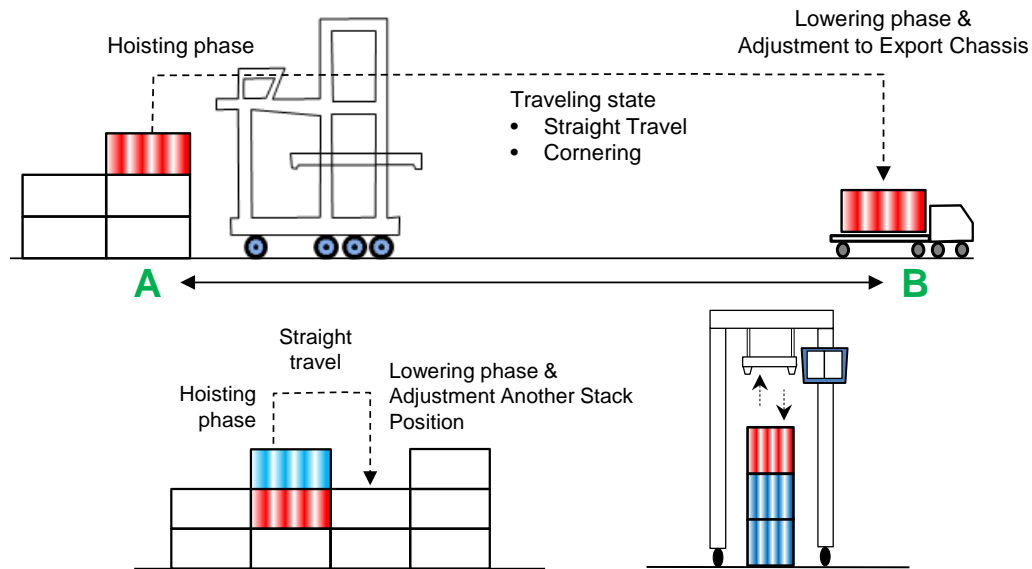 Hoisting phase
Lowering phase &
Adjustment to Export Chassis
Traveling state
• Straight Travel
• Cornering
A
B
Straight
travel
Hoisting
phase
Lowering phase &
Adjustment Another Stack
Position